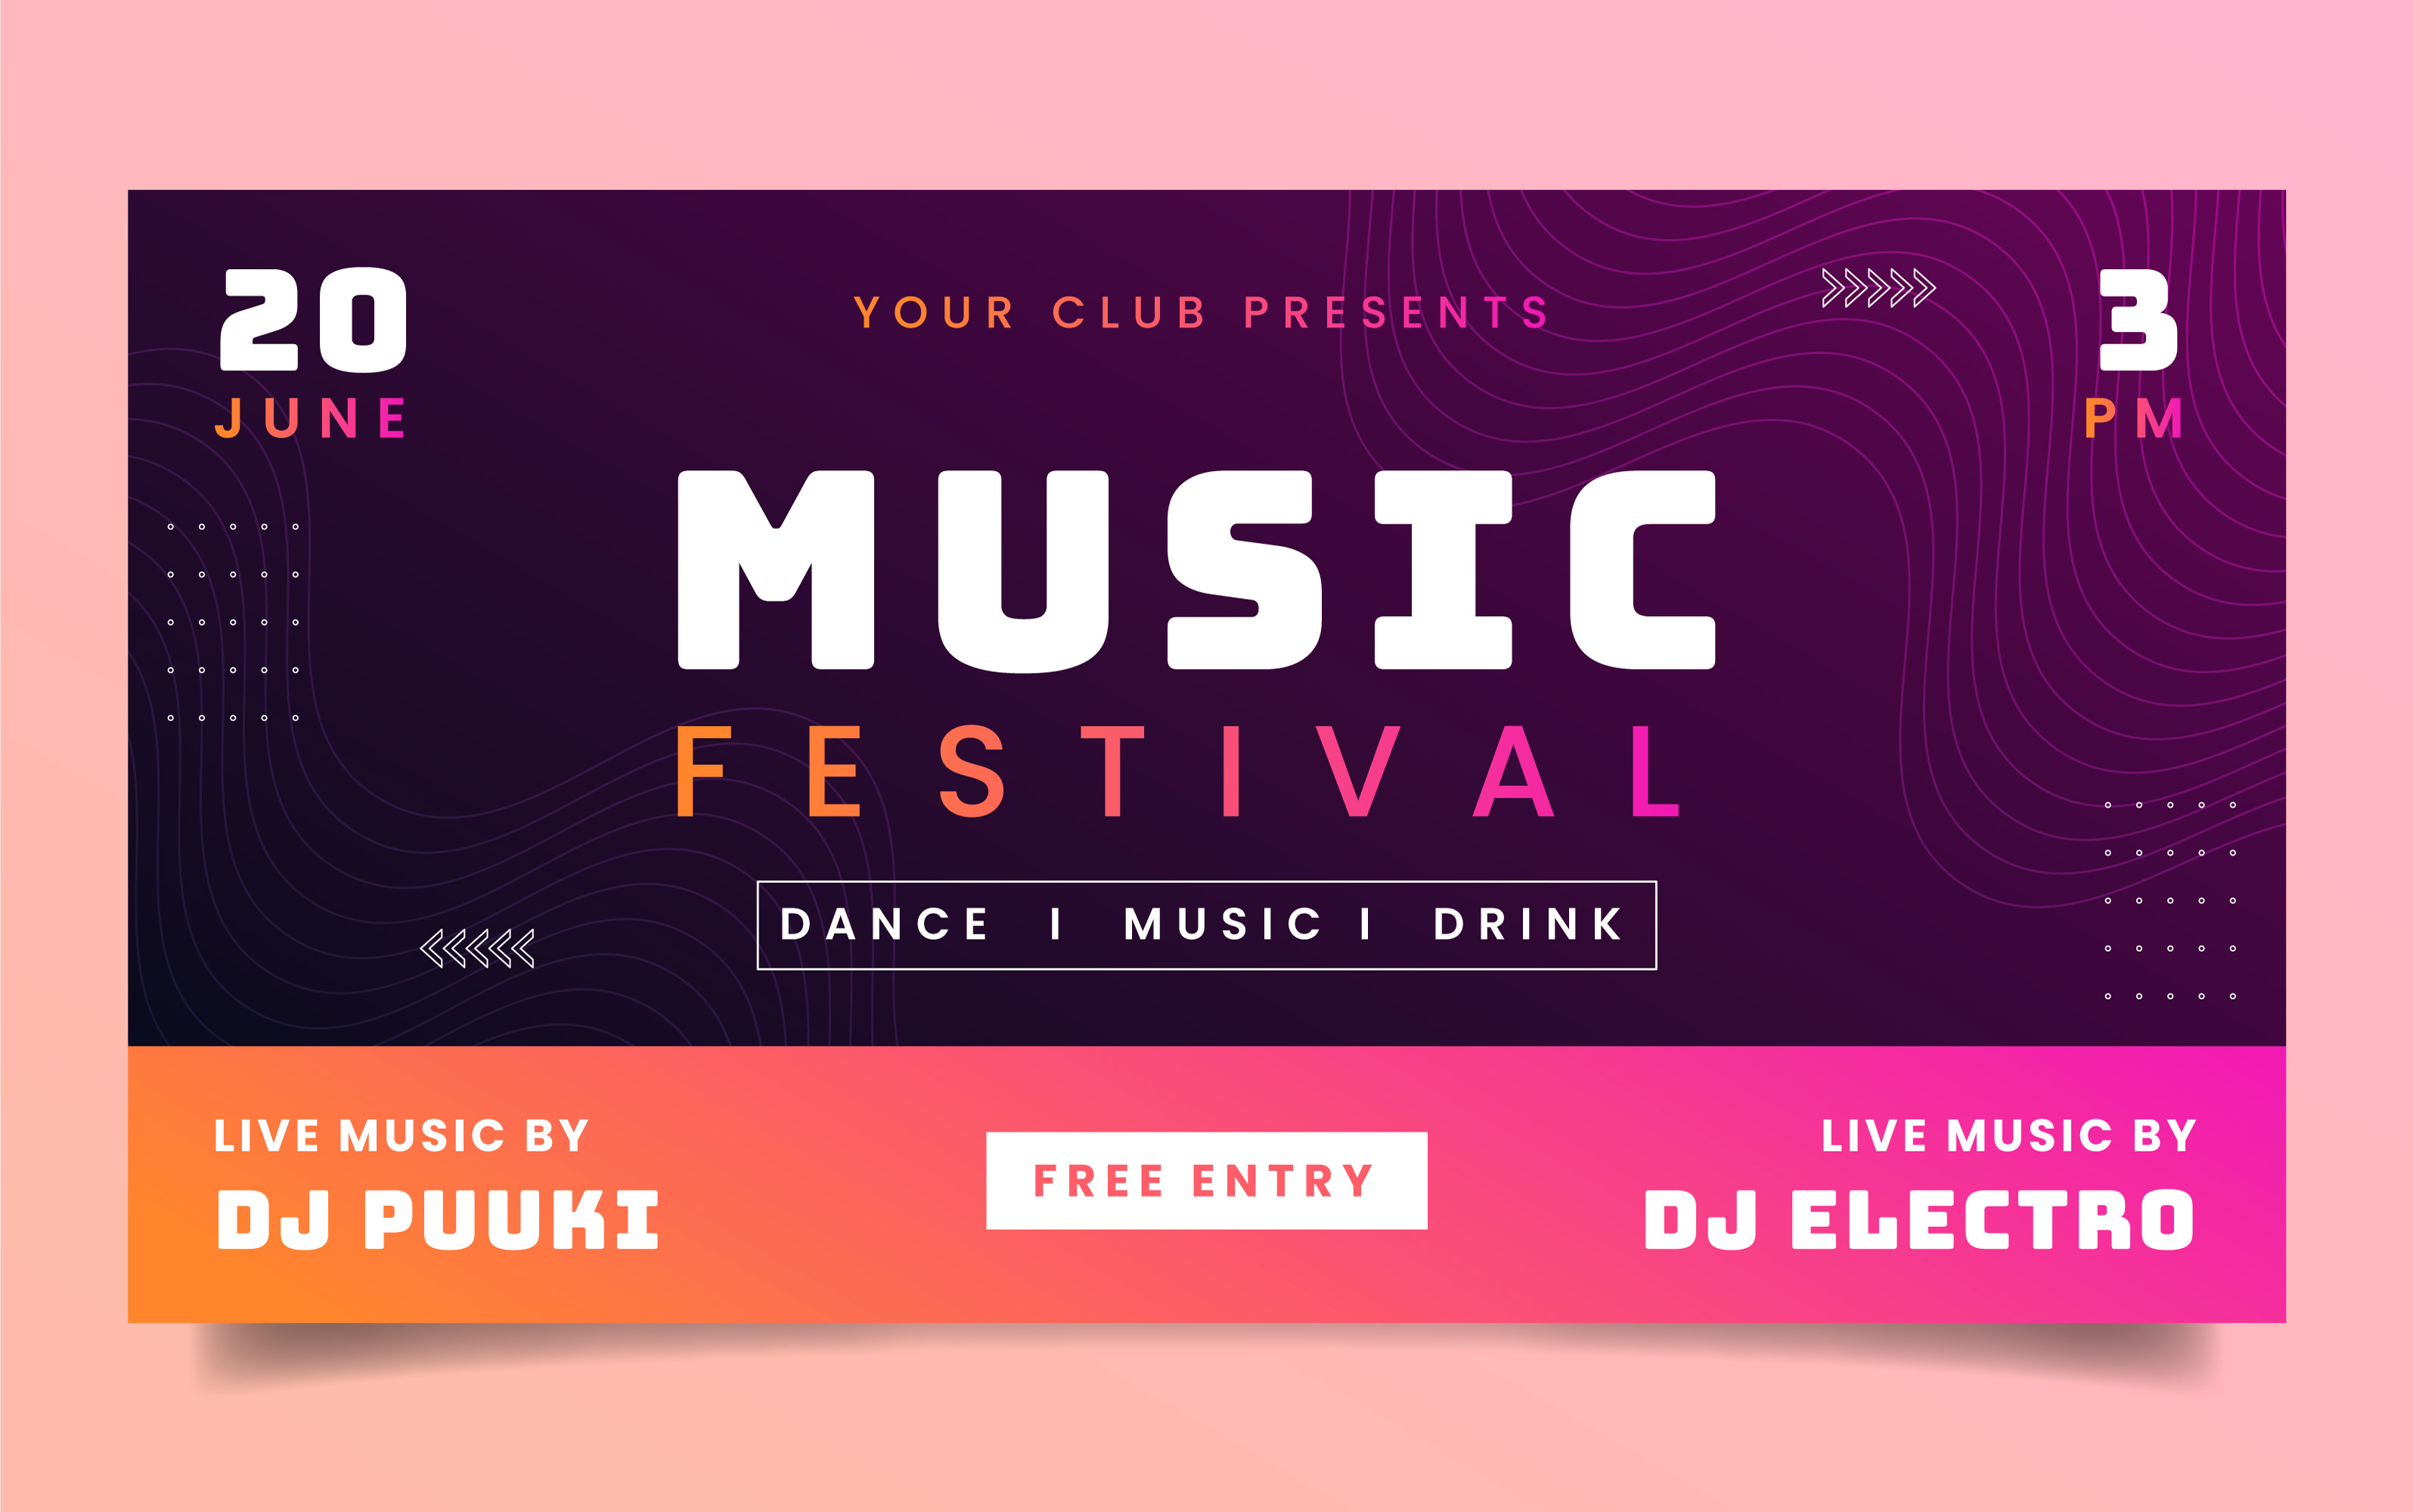 20
JUNE
YOUR CLUB PRESENTS
3
PM
MUSIC
FESTIVAL
DANCE I MUSIC I DRINK
LIVE MUSIC BY
DJ PUUKI
FREE ENTRY
LIVE MUSIC BY
DJ ELECTRO